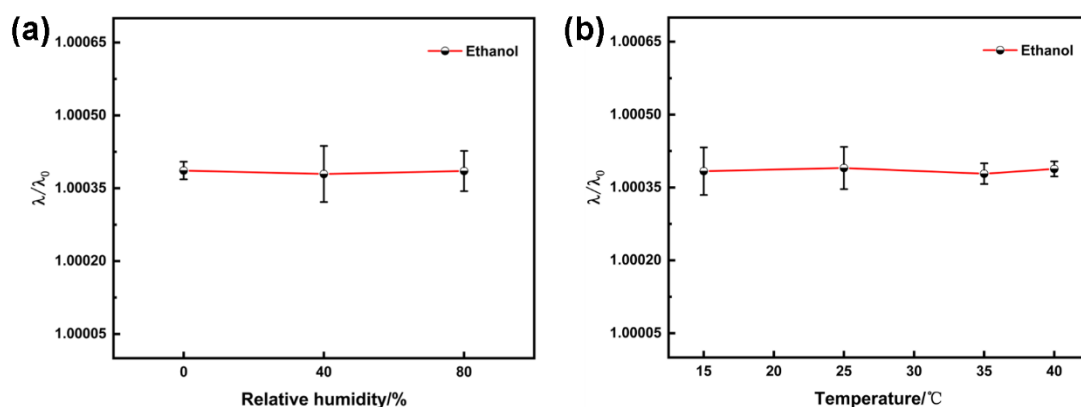 (a)
1.00065
1.00050
1.00035
1.00020
1.00005
λ/λ₀
Ethanol
0 40 80
Relative humidity/%
(b)
1.00065
1.00050
1.00035
1.00020
1.00005
λ/λ₀
Ethanol
15 20 25 30 35 40
Temperature/℃